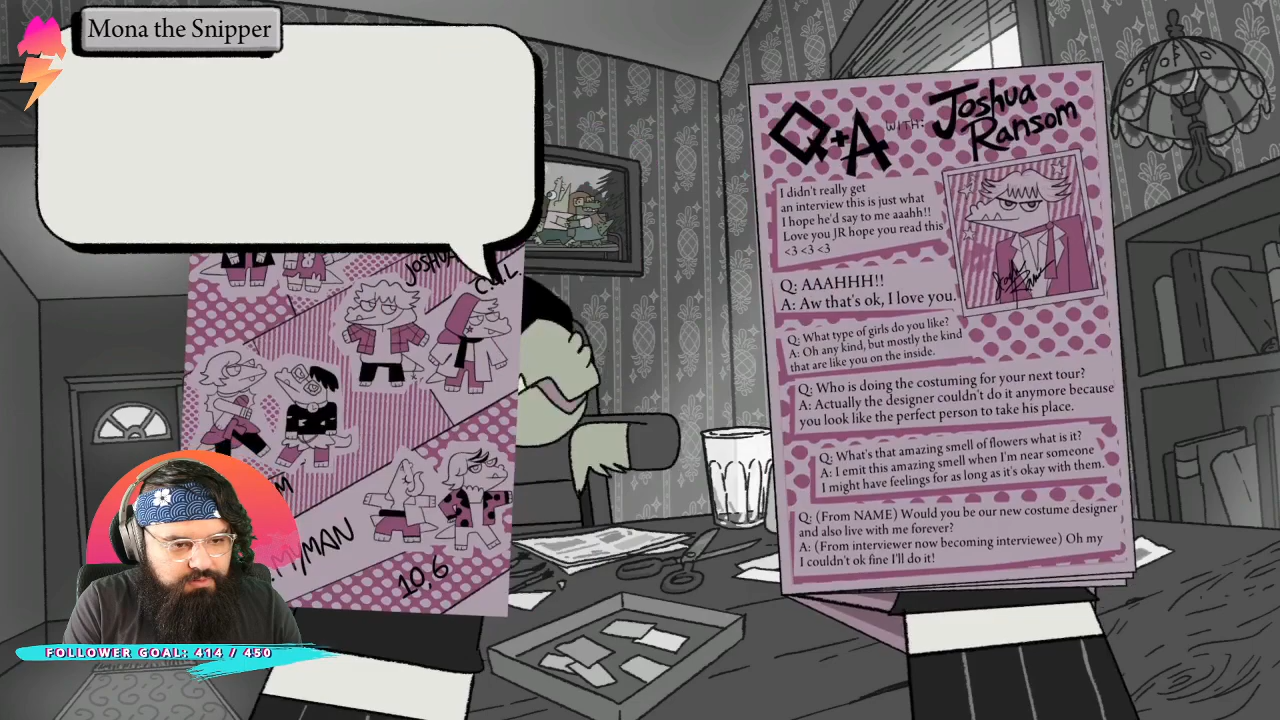 Mona the Snipper
Q+A WITH: Joshua
Ransom
I didn't really get
an interview this is just what
I hope he'd say to me aaahh!!
Love you JR hope you read this
<3 <3 <3
Q: AAAHHH!!
A: Aw that's ok, I love you.
Q: What type of girls do you like?
A: Oh any kind, but mostly the kind
that are like you on the inside.
Q: Who is doing the costuming for your next tour?
A: Actually the designer couldn't do it anymore because
you look like the perfect person to take his place.
Q: What's that amazing smell of flowers what is it?
A: I emit this amazing smell when I'm near someone
I might have feelings for as long as it's okay with them.
Q: (From NAME) Would you be our new costume designer
and also live with me forever?
A: (From interviewer now becoming interviewee) Oh my
I couldn't ok fine I'll do it!
JOSHUA
MYMAN
10,6
FOLLOWER GOAL: 414 / 450